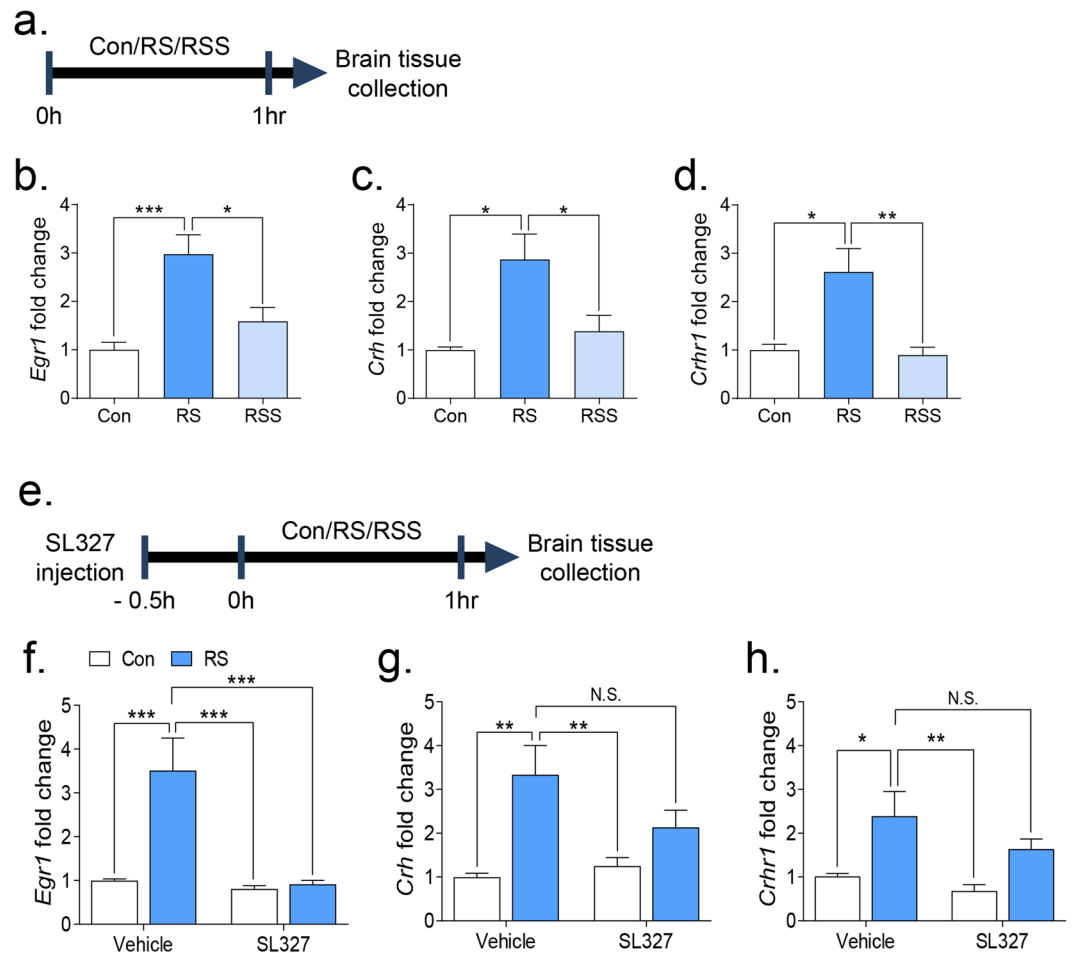 a.
Con/RS/RSS
Brain tissue
collection
0h
1hr
b.
c.
d.
Egr1 fold change
4
3
2
1
0
***
*
Con
RS
RSS
Crh fold change
4
3
2
1
0
*
*
Con
RS
RSS
Crhr1 fold change
4
3
2
1
0
*
**
Con
RS
RSS
e.
SL327
injection
Con/RS/RSS
Brain tissue
collection
- 0.5h
0h
1hr
f.
Con
RS
g.
h.
Egr1 fold change
5
4
3
2
1
0
***
***
***
Vehicle
SL327
Crh fold change
5
4
3
2
1
0
N.S.
**
**
Vehicle
SL327
Crhr1 fold change
5
4
3
2
1
0
N.S.
*
**
Vehicle
SL327